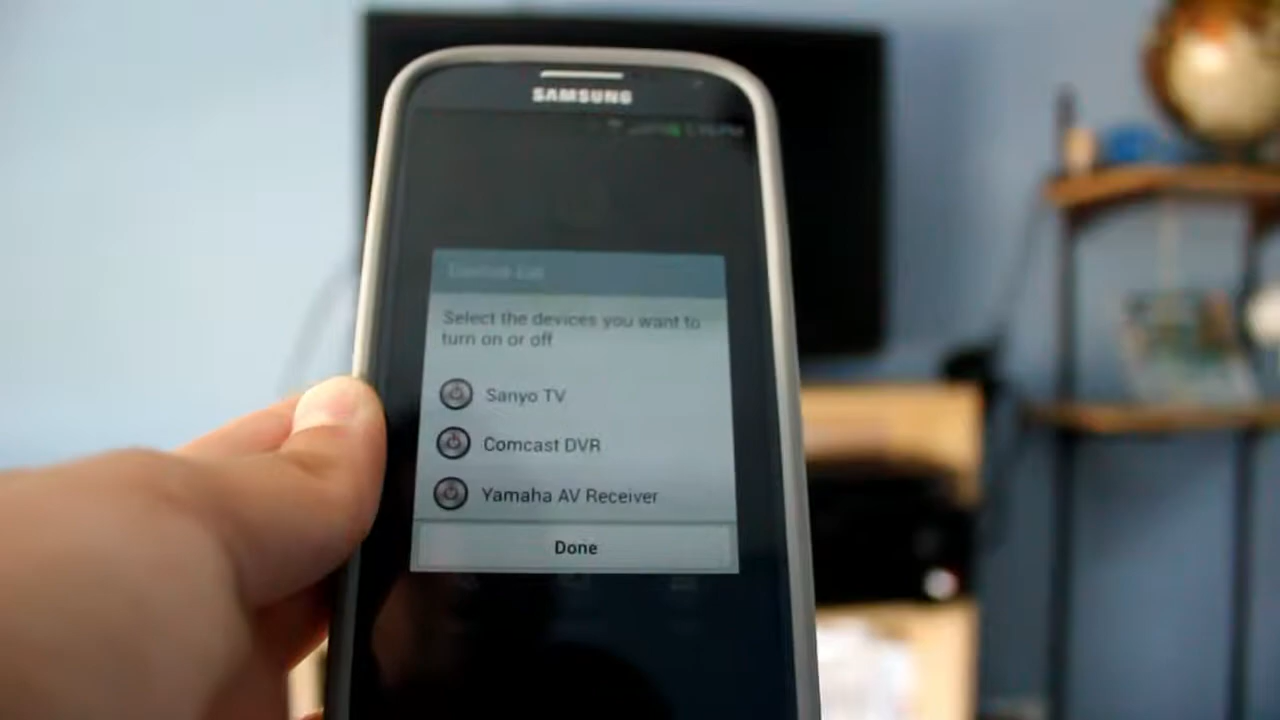 SAMSUNG
Select the devices you want to
turn on or off
Sanyo TV
Comcast DVR
Yamaha AV Receiver
Done